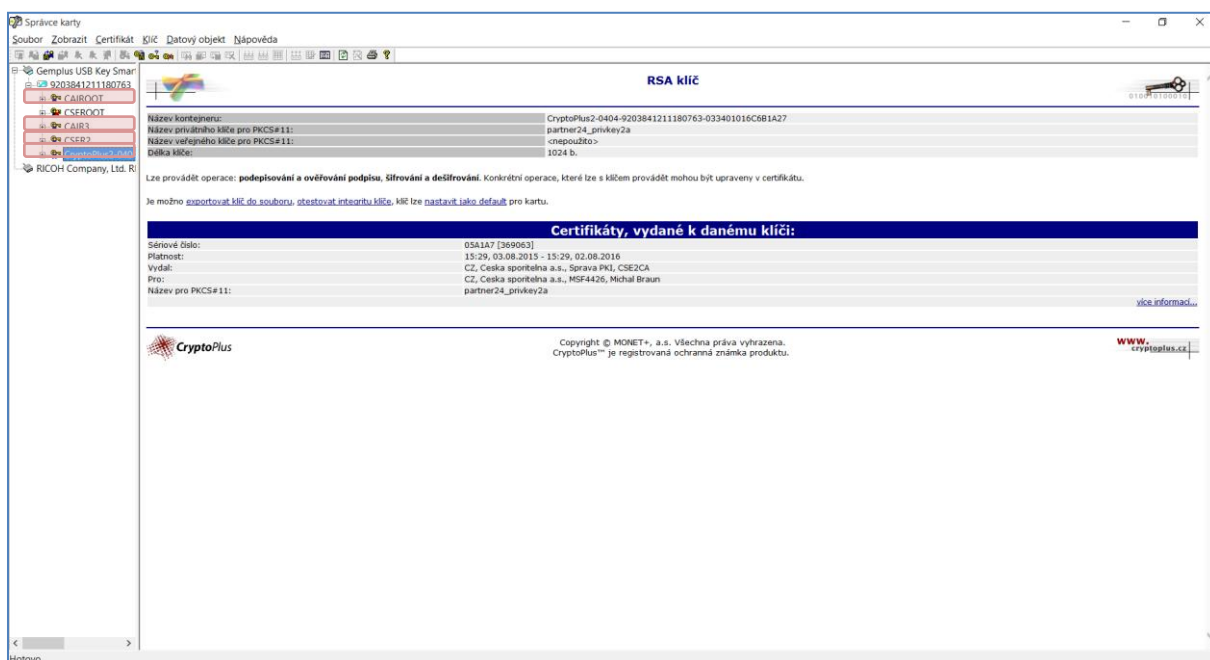 Správce karty
Soubor Zobrazit Certifikát Klíč Datový objekt Nápověda
Gemplus USB Key Smar
9203841211180763
CAIROOT
CSEROOT
CAIR3
CSER2
CryptoPlus2-0404
RICOH Company, Ltd. RI
RSA klíč
010010100010
Název kontejneru: CryptoPlus2-0404-9203841211180763-033401016C6B1A27
Název privátního klíče pro PKCS#11: partner24_privkey2a
Název veřejného klíče pro PKCS#11: <nepoužito>
Délka klíče: 1024 b.
Lze provádět operace: podepisování a ověřování podpisu, šifrování a dešifrování. Konkrétní operace, které lze s klíčem provádět mohou být upraveny v certifikátu.
Je možno exportovat klíč do souboru, otestovat integritu klíče, klíč lze nastavit jako default pro kartu.
Certifikáty, vydané k danému klíči:
Sériové číslo: 05A1A7 [369063]
Platnost: 15:29, 03.08.2015 - 15:29, 02.08.2016
Vydal: CZ, Ceska sporitelna a.s., Sprava PKI, CSE2CA
Pro: CZ, Ceska sporitelna a.s., MSF4426, Michal Braun
Název pro PKCS#11: partner24_privkey2a
více informací...
CryptoPlus
Copyright © MONET+, a.s. Všechna práva vyhrazena.
CryptoPlus™ je registrovaná ochranná známka produktu.
www.
cryptoplus.cz
Hotovo